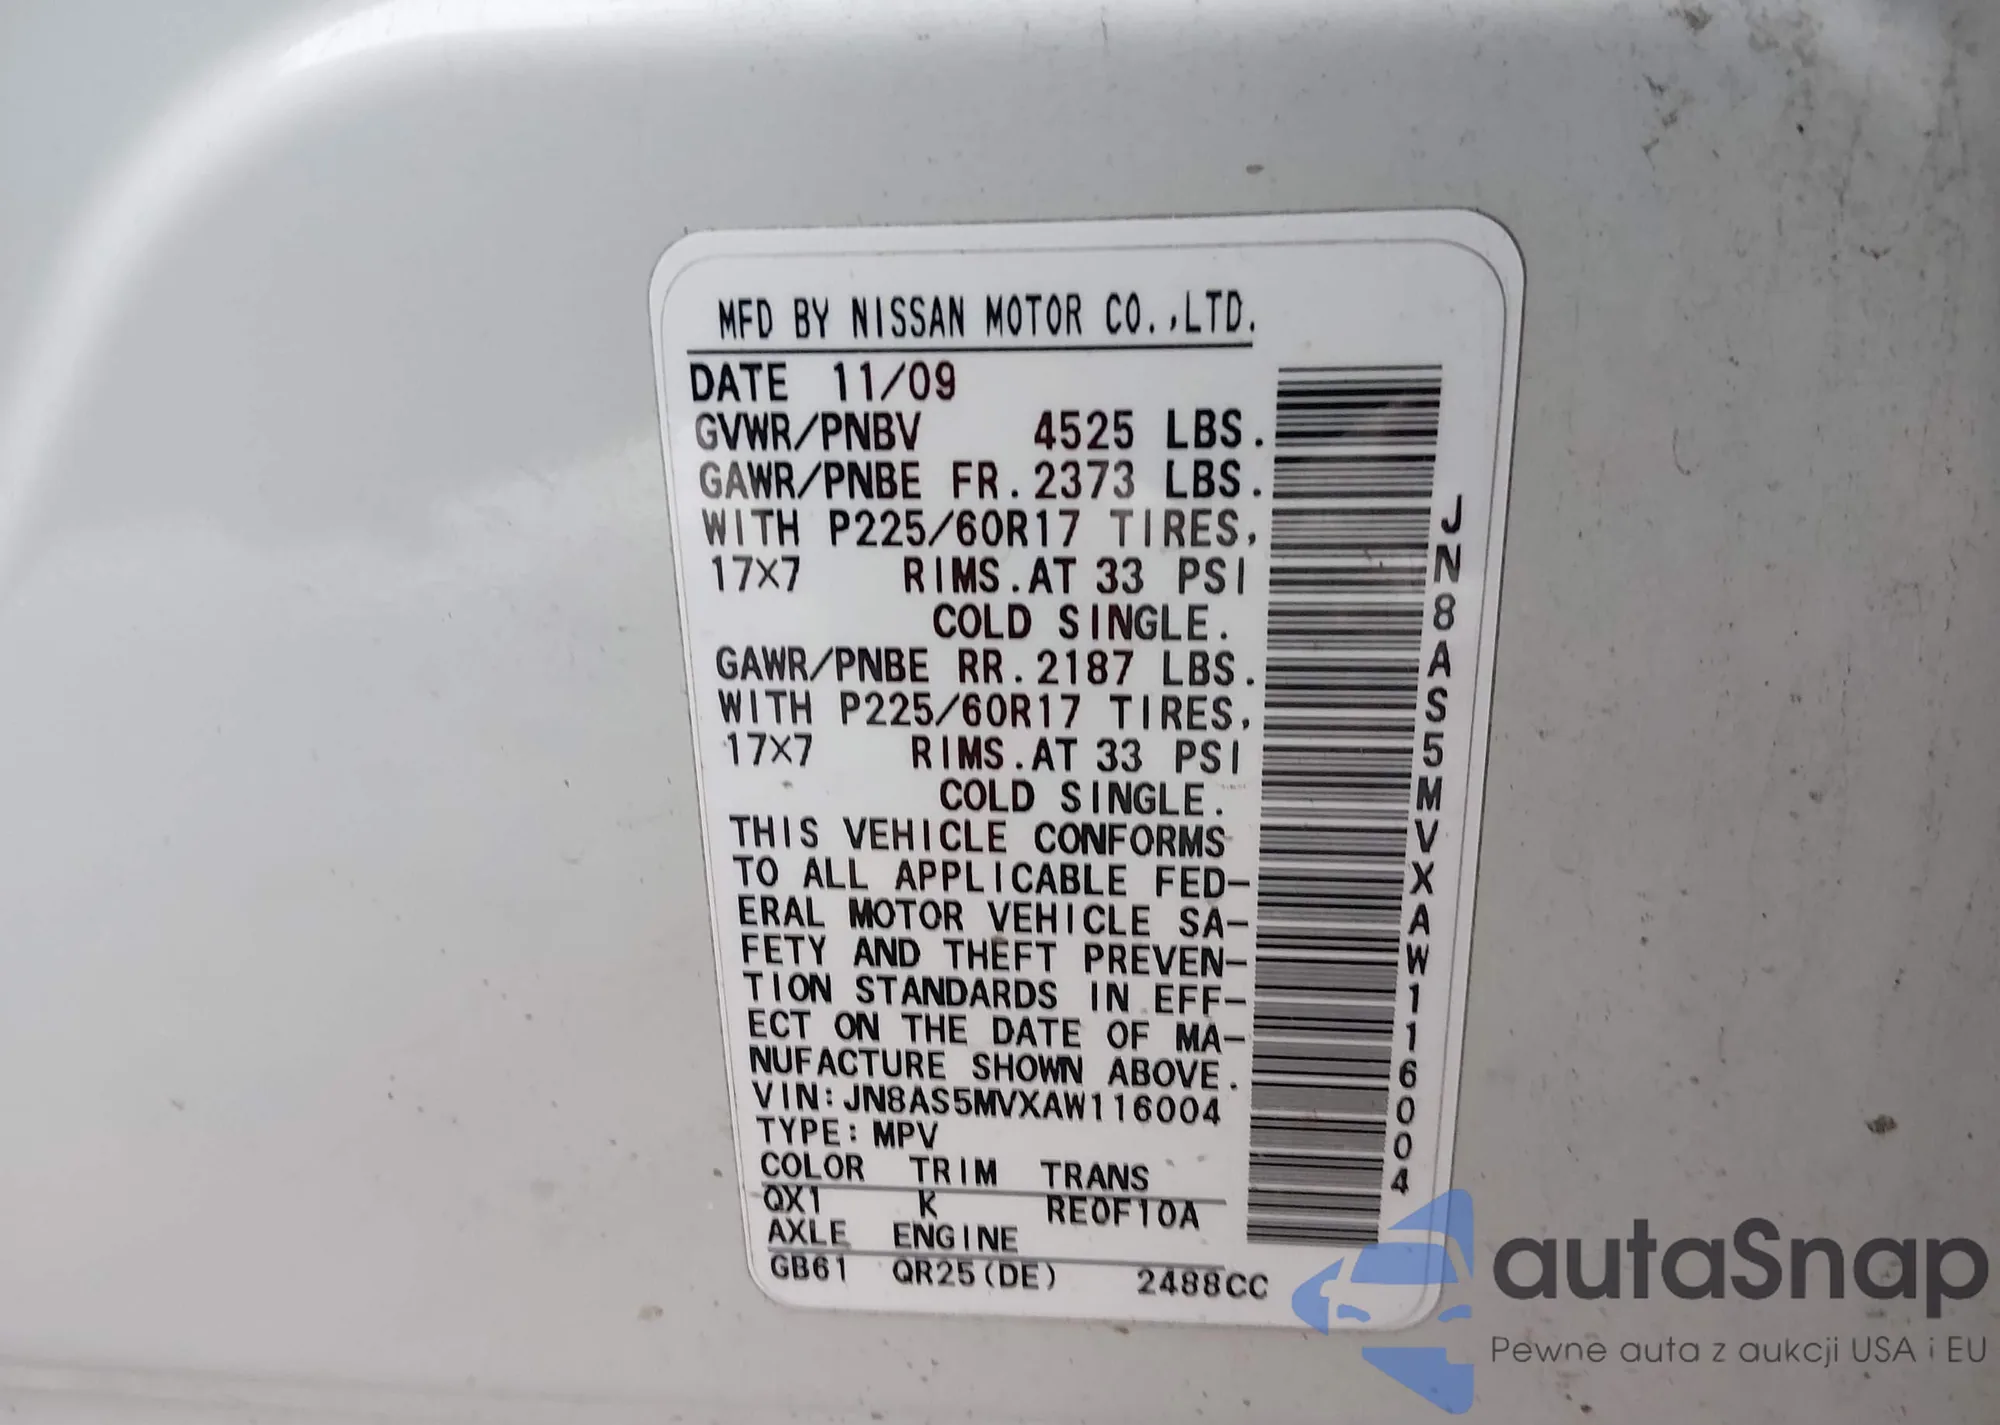 MFD BY NISSAN MOTOR CO.,LTD.
DATE 11/09
GVWR/PNBV 4525 LBS.
GAWR/PNBE FR.2373 LBS.
WITH P225/60R17 TIRES,
17X7 RIMS.AT 33 PSI
COLD SINGLE.
GAWR/PNBE RR.2187 LBS.
WITH P225/60R17 TIRES,
17X7 RIMS.AT 33 PSI
COLD SINGLE.
THIS VEHICLE CONFORMS
TO ALL APPLICABLE FED-
ERAL MOTOR VEHICLE SA-
FETY AND THEFT PREVEN-
TION STANDARDS IN EFF-
ECT ON THE DATE OF MA-
NUFACTURE SHOWN ABOVE.
VIN:JN8AS5MVXAW116004
TYPE:MPV
COLOR TRIM TRANS
QX1 K RE0F10A
AXLE ENGINE
GB61 QR25(DE) 2488CC
JN8AS5MVXAW116004
autaSnap
Pewne auta z aukcji USA i EU